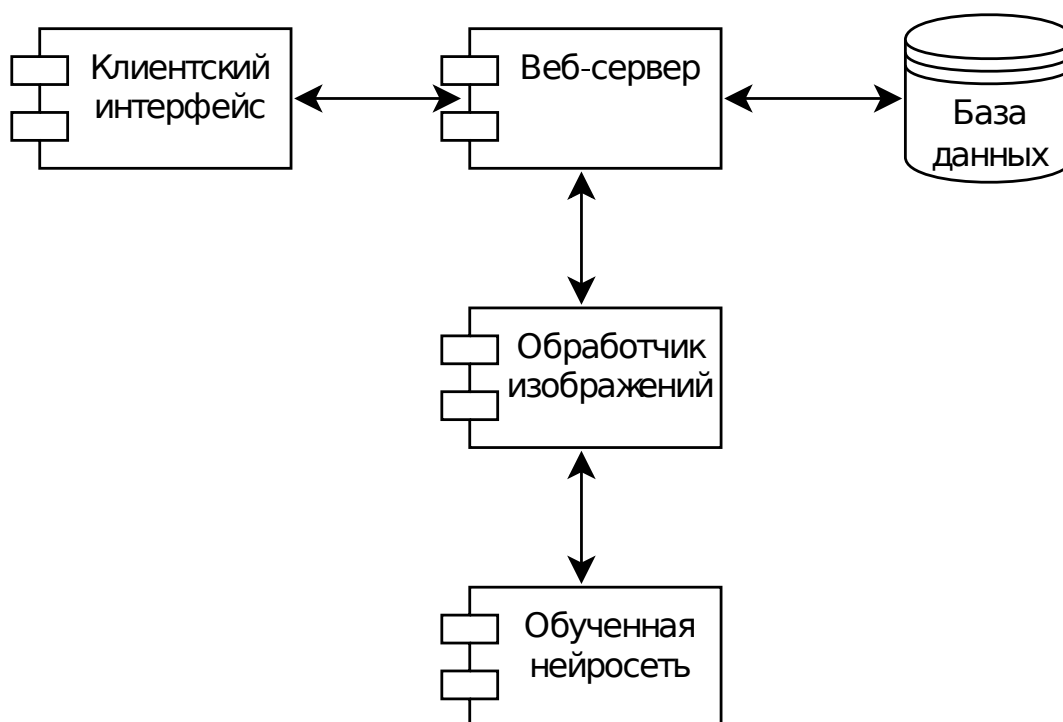 Клиентский
интерфейс
Веб-сервер
База
данных
Обработчик
изображений
Обученная
нейросеть